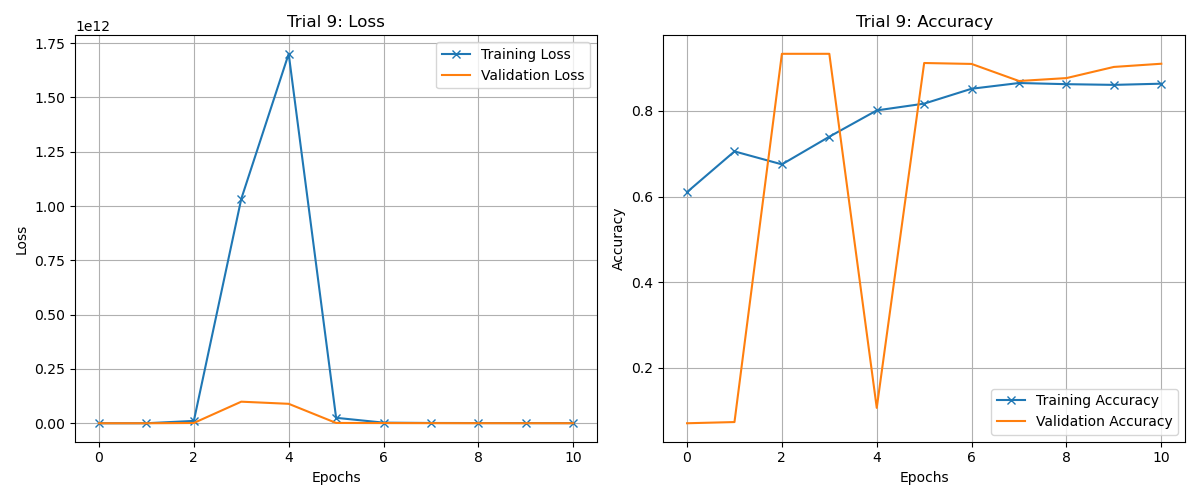 Trial 9: Loss
1e12
1.75
1.50
1.25
1.00
0.75
0.50
0.25
0.00
Loss
0 2 4 6 8 10
Epochs
Training Loss
Validation Loss
Trial 9: Accuracy
0.8
0.6
0.4
0.2
Accuracy
0 2 4 6 8 10
Epochs
Training Accuracy
Validation Accuracy